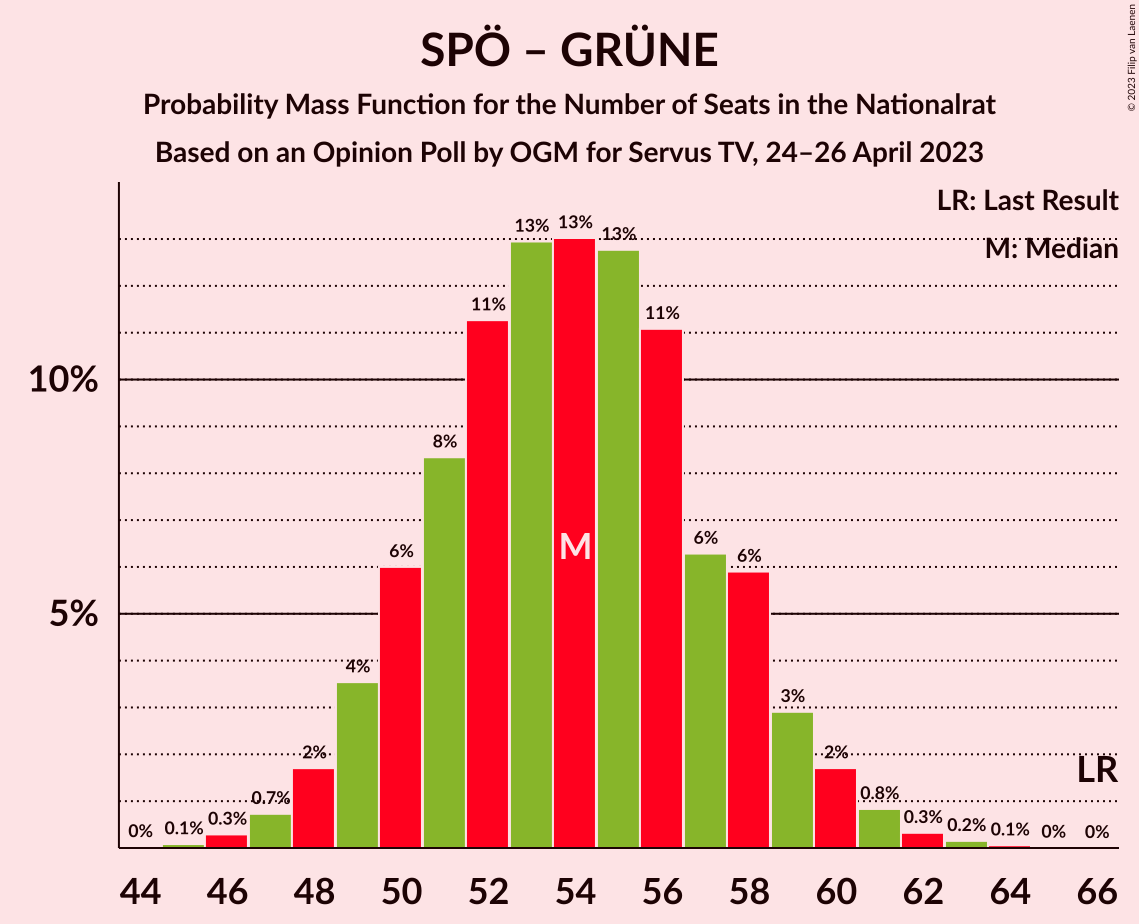 SPÖ – GRÜNE
Probability Mass Function for the Number of Seats in the Nationalrat
Based on an Opinion Poll by OGM for Servus TV, 24–26 April 2023
© 2023 Filip van Laenen
LR: Last Result
M: Median
10%
5%
0% 0.1% 0.3% 0.7% 2% 4% 6% 8% 11% 13% 13% 13% 11% 6% 6% 3% 2% 0.8% 0.3% 0.2% 0.1% 0% 0%
M
LR
44 46 48 50 52 54 56 58 60 62 64 66